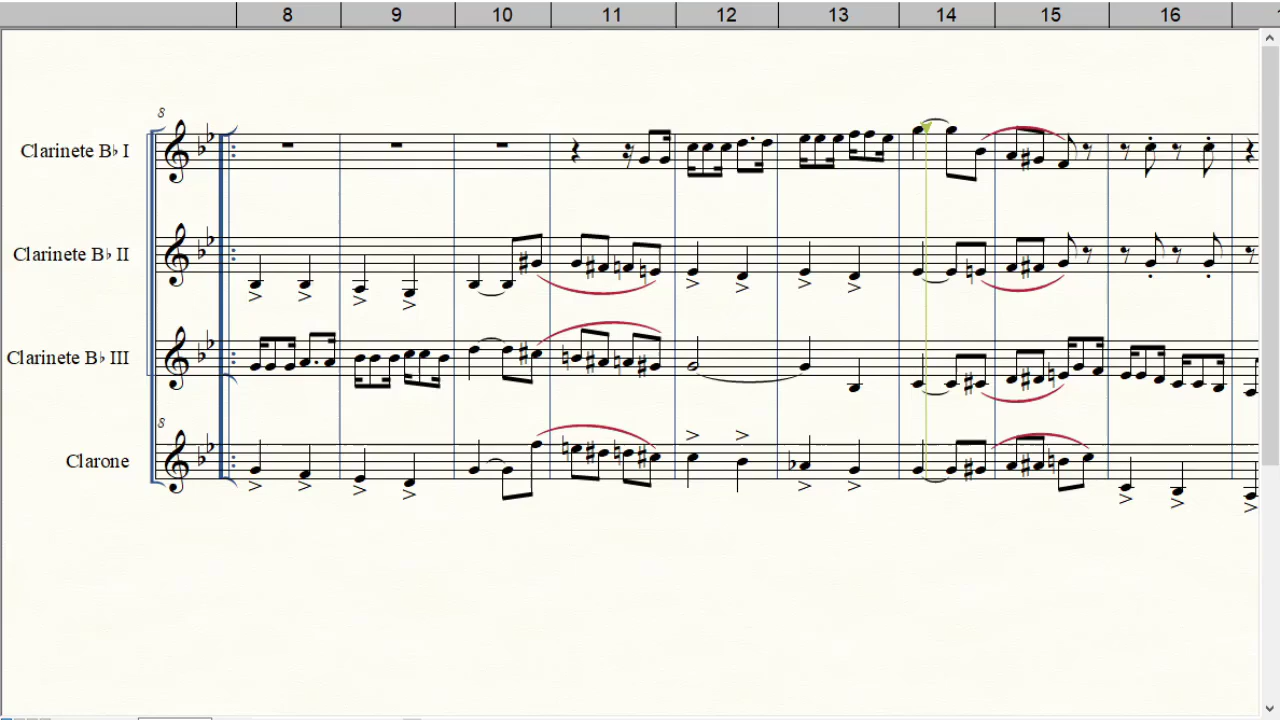 8 9 10 11 12 13 14 15 16
8
Clarinete B♭ I
Clarinete B♭ II
Clarinete B♭ III
8
Clarone